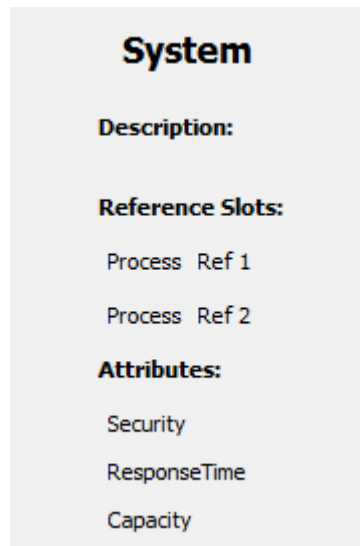 System
Description:
Reference Slots:
Process Ref 1
Process Ref 2
Attributes:
Security
ResponseTime
Capacity